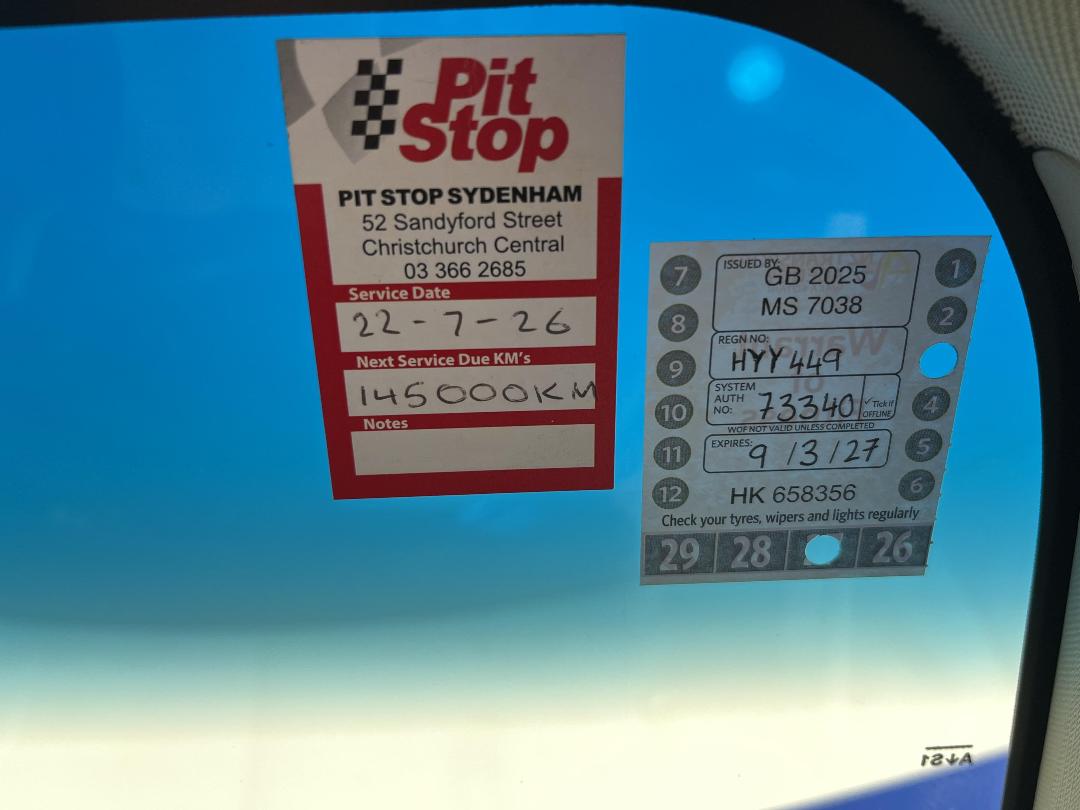 Pit
Stop
PIT STOP SYDENHAM
52 Sandyford Street
Christchurch Central
03 366 2685
Service Date
22-7-26
Next Service Due KM's
145000KM
Notes
7 ISSUED BY: GB 2025 1
8 MS 7038 2
REGN NO:
9 HYY449
SYSTEM
AUTH
NO: 73340 ✓Tick if
OFFLINE
10 4
WOF NOT VALID UNLESS COMPLETED
11 EXPIRES: 9/3/27 5
12 HK 658356 6
Check your tyres, wipers and lights regularly
29 28 26